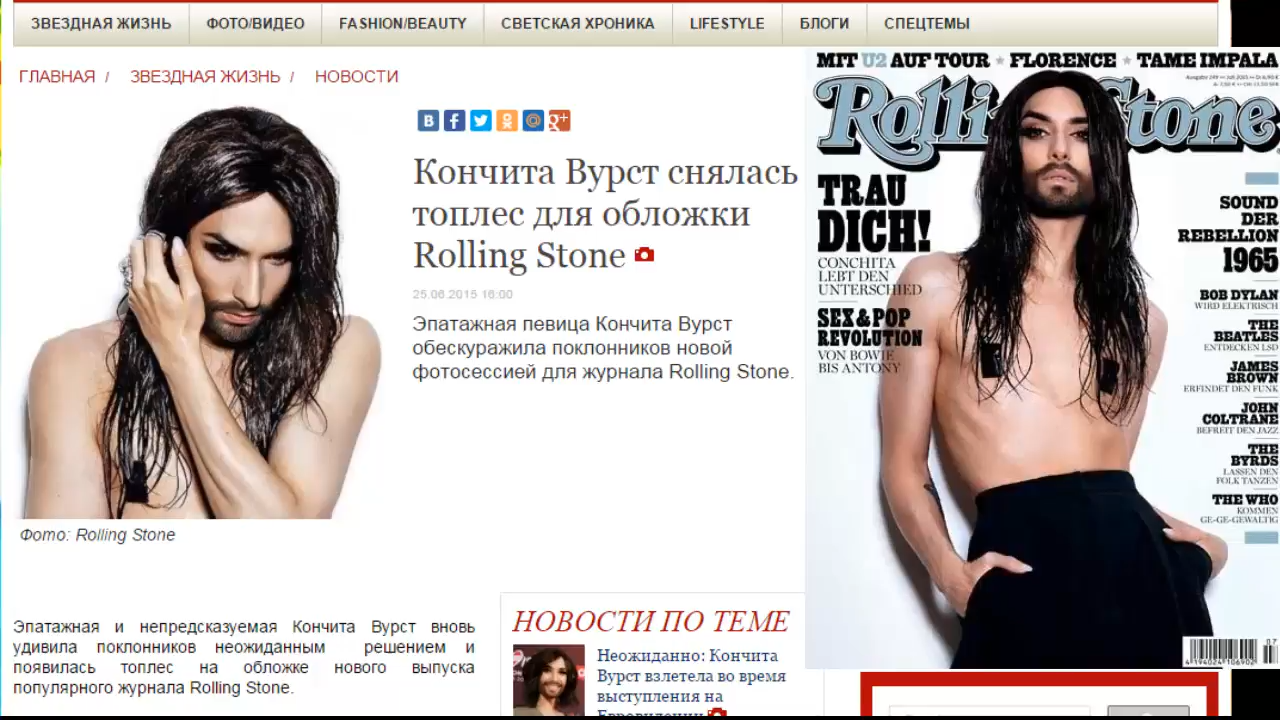 ЗВЕЗДНАЯ ЖИЗНЬ
ФОТО/ВИДЕО
FASHION/BEAUTY
СВЕТСКАЯ ХРОНИКА
LIFESTYLE
БЛОГИ
СПЕЦТЕМЫ
ГЛАВНАЯ / ЗВЕЗДНАЯ ЖИЗНЬ / НОВОСТИ
Кончита Вурст снялась
топлес для обложки
Rolling Stone
25.06.2015 16:00
Эпатажная певица Кончита Вурст
обескуражила поклонников новой
фотосессией для журнала Rolling Stone.
Фото: Rolling Stone
Эпатажная и непредсказуемая Кончита Вурст вновь
удивила поклонников неожиданным решением и
появилась топлес на обложке нового выпуска
популярного журнала Rolling Stone.
НОВОСТИ ПО ТЕМЕ
Неожиданно: Кончита
Вурст взлетела во время
выступления на
Евровидении
MIT U2 AUF TOUR ★ FLORENCE ★ TAME IMPALA
Rolling Stone
TRAU
DICH!
CONCHITA
LEBT DEN
UNTERSCHIED
SEX & POP
REVOLUTION
VON BOWIE
BIS ANTONY
SOUND
DER
REBELLION
1965
BOB DYLAN
WIRD ELEKTRISCH
THE
BEATLES
ENTDECKEN LSD
JAMES
BROWN
ERFINDET DEN FUNK
JOHN
COLTRANE
BEFREIT DEN JAZZ
THE
BYRDS
LASSEN DEN
FOLK TANZEN
THE WHO
KOMMEN
GE-GE-GEWALTIG
4 194024 106902
07